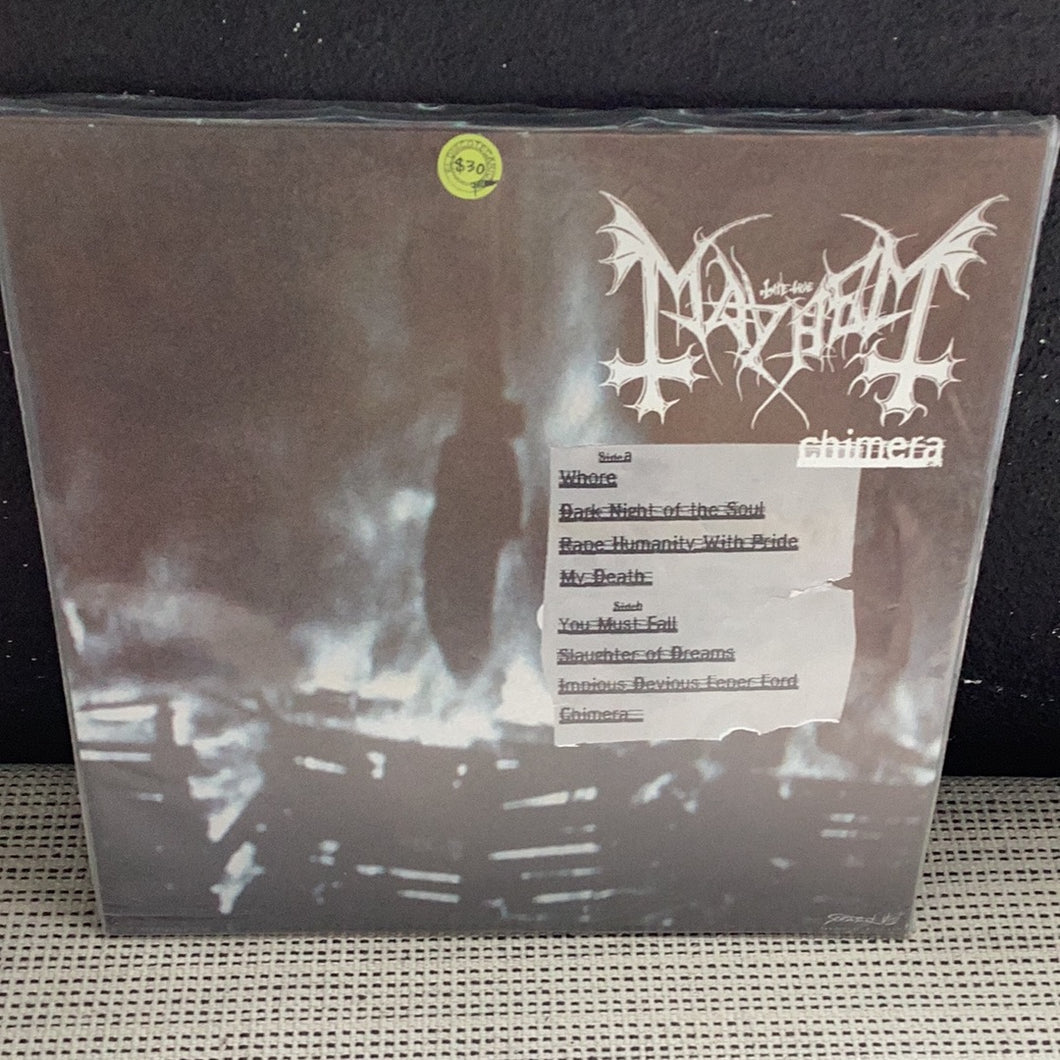 $30
MAYHEM
chimera
Side a
Whore
Dark Night of the Soul
Rape Humanity With Pride
My Death
Side b
You Must Fall
Slaughter of Dreams
Impious Devious Leper Lord
Chimera